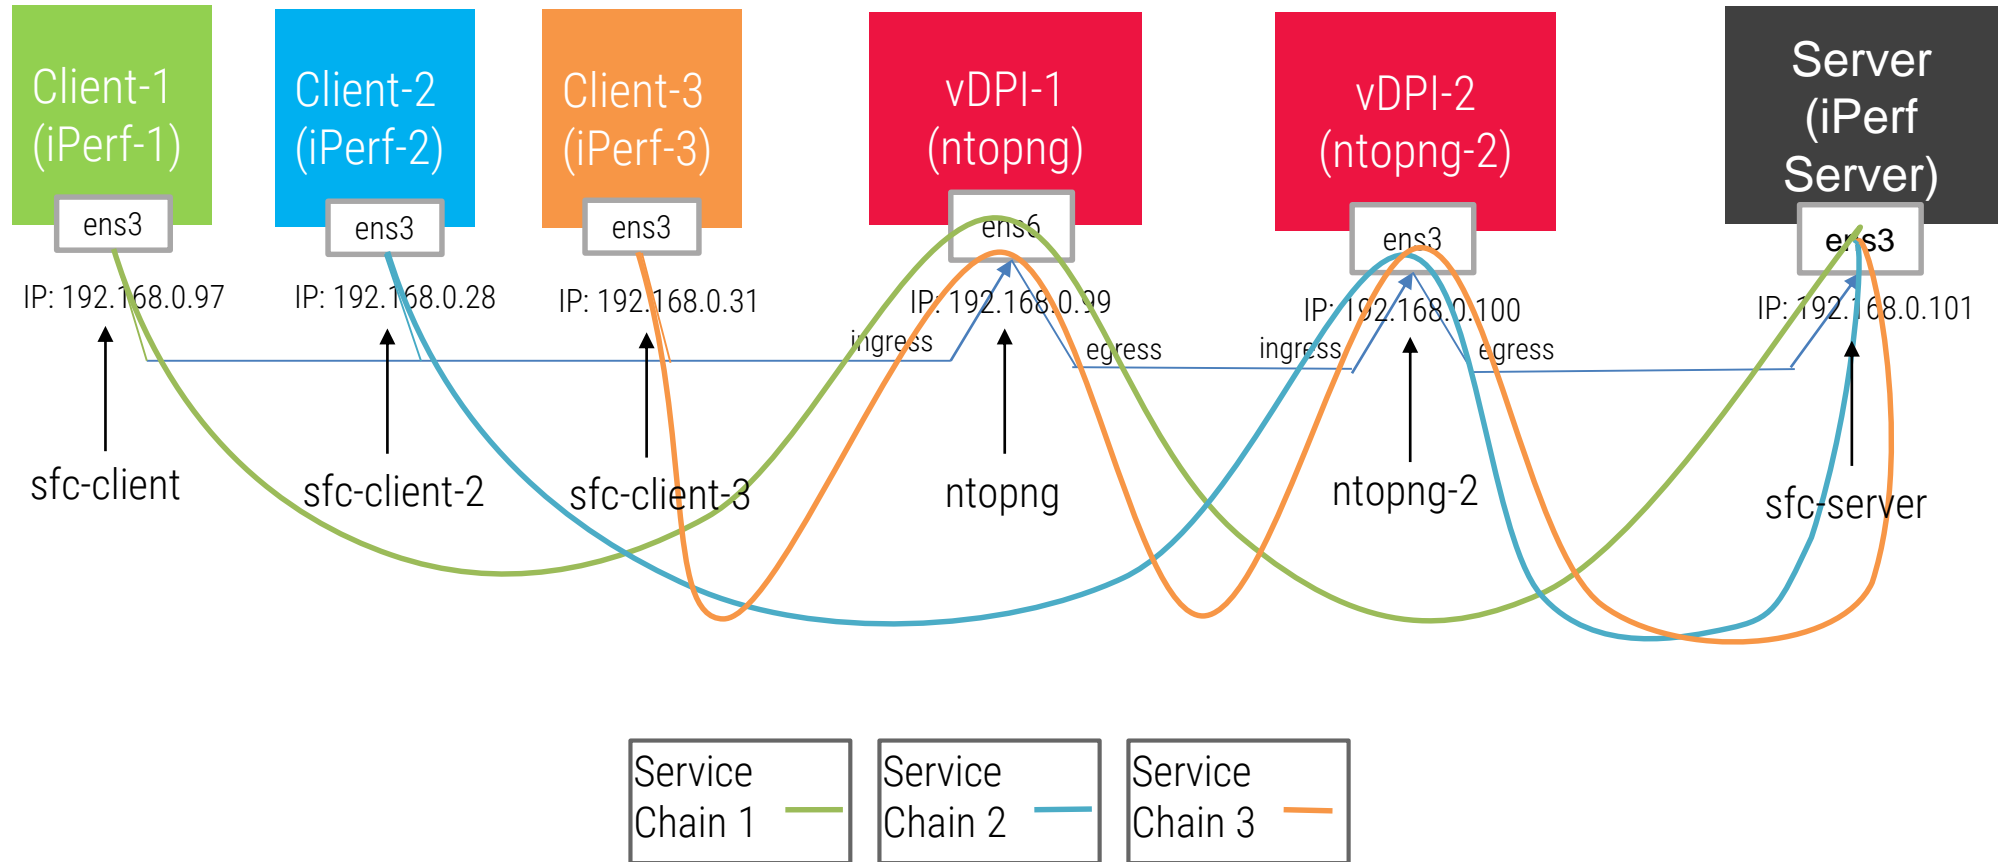 Client-1
(iPerf-1)
Client-2
(iPerf-2)
Client-3
(iPerf-3)
vDPI-1
(ntopng)
vDPI-2
(ntopng-2)
Server
(iPerf
Server)
ens3
ens3
ens3
ens6
ens3
ens3
IP: 192.168.0.97
IP: 192.168.0.28
IP: 192.168.0.31
IP: 192.168.0.99
IP: 192.168.0.100
IP: 192.168.0.101
ingress
egress
ingress
egress
sfc-client
sfc-client-2
sfc-client-3
ntopng
ntopng-2
sfc-server
Service
Chain 1
Service
Chain 2
Service
Chain 3